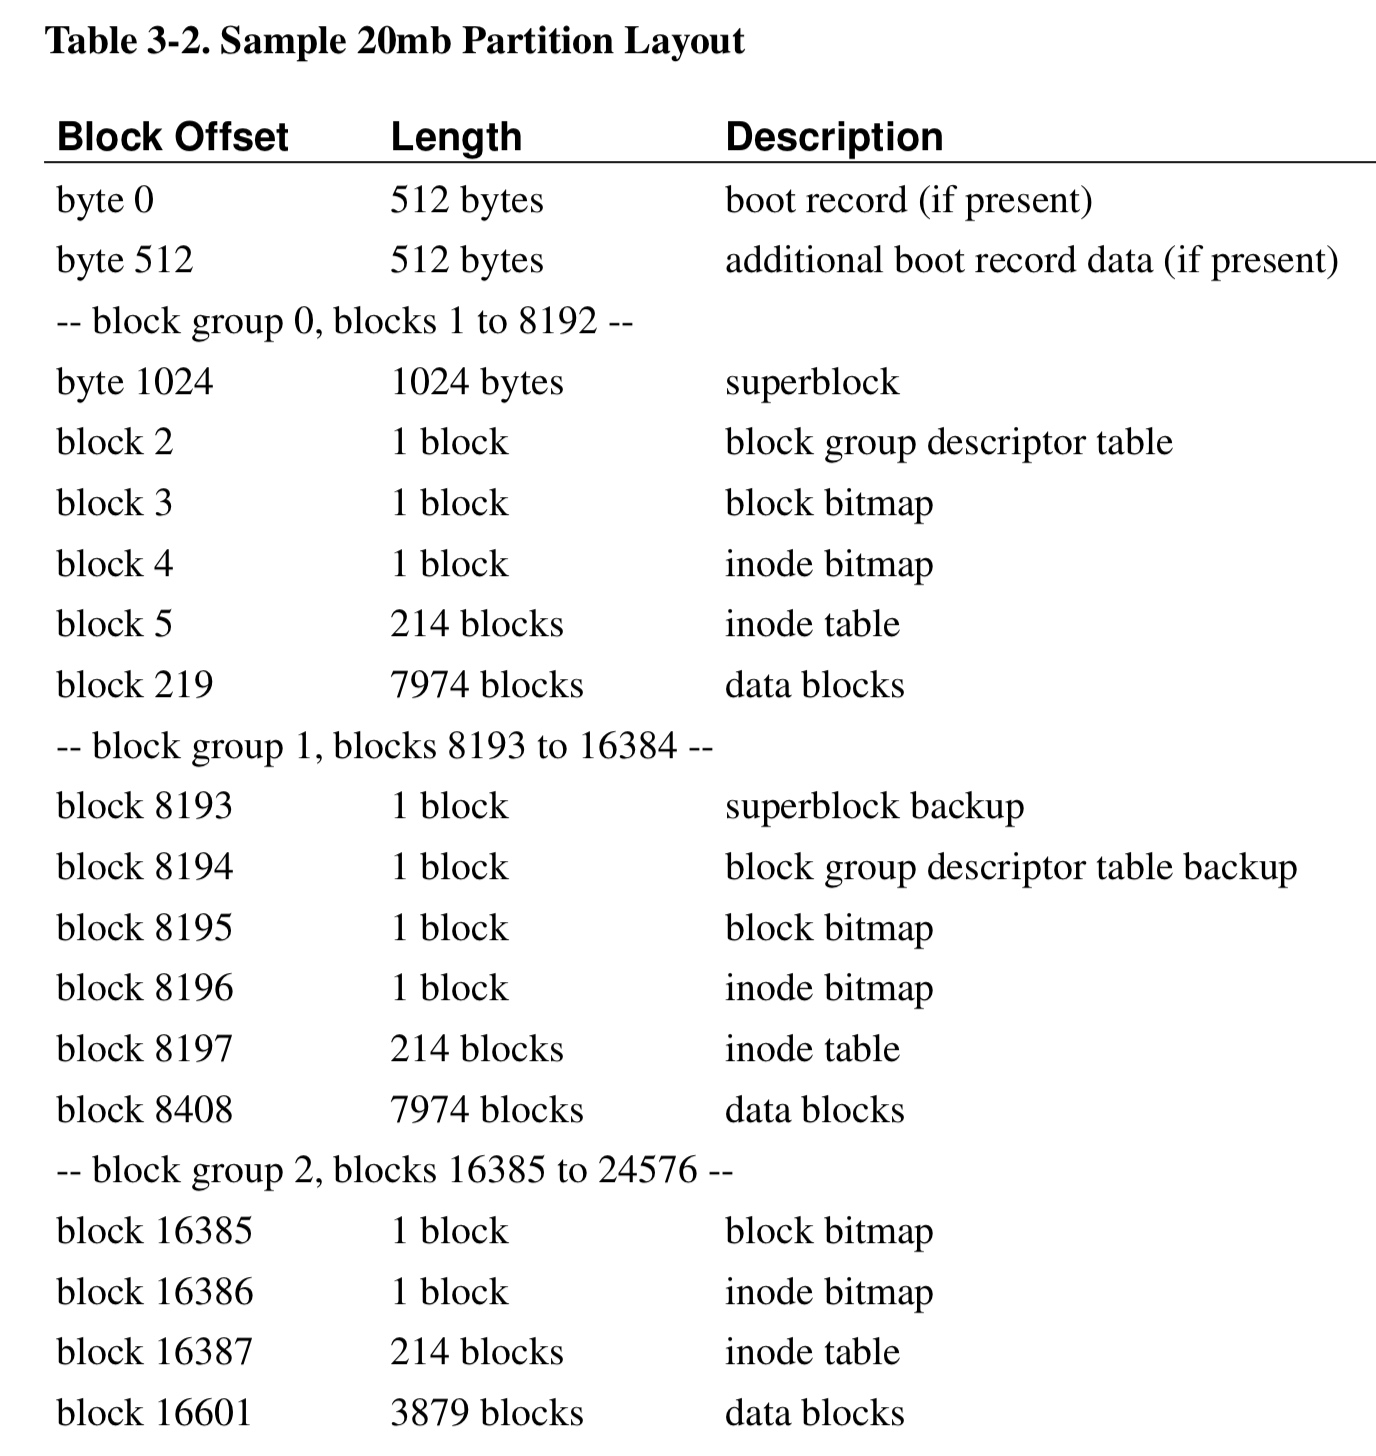 Table 3-2. Sample 20mb Partition Layout
Block Offset Length Description
byte 0 512 bytes boot record (if present)
byte 512 512 bytes additional boot record data (if present)
-- block group 0, blocks 1 to 8192 --
byte 1024 1024 bytes superblock
block 2 1 block block group descriptor table
block 3 1 block block bitmap
block 4 1 block inode bitmap
block 5 214 blocks inode table
block 219 7974 blocks data blocks
-- block group 1, blocks 8193 to 16384 --
block 8193 1 block superblock backup
block 8194 1 block block group descriptor table backup
block 8195 1 block block bitmap
block 8196 1 block inode bitmap
block 8197 214 blocks inode table
block 8408 7974 blocks data blocks
-- block group 2, blocks 16385 to 24576 --
block 16385 1 block block bitmap
block 16386 1 block inode bitmap
block 16387 214 blocks inode table
block 16601 3879 blocks data blocks